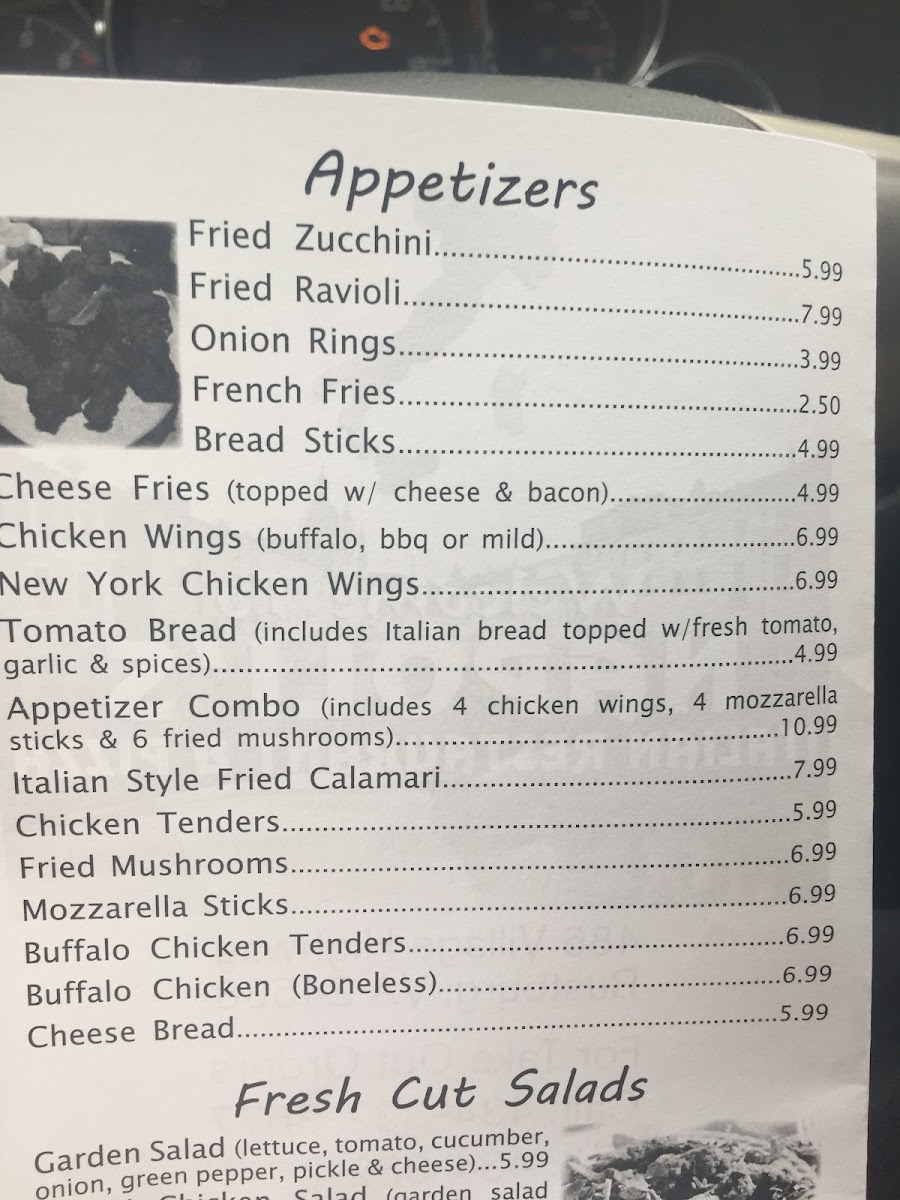 Appetizers
Fried Zucchini.....5.99
Fried Ravioli.....7.99
Onion Rings.....3.99
French Fries.....2.50
Bread Sticks.....4.99
Cheese Fries (topped w/ cheese & bacon).....4.99
Chicken Wings (buffalo, bbq or mild).....6.99
New York Chicken Wings.....6.99
Tomato Bread (includes Italian bread topped w/fresh tomato,
garlic & spices).....4.99
Appetizer Combo (includes 4 chicken wings, 4 mozzarella
sticks & 6 fried mushrooms).....10.99
Italian Style Fried Calamari.....7.99
Chicken Tenders.....5.99
Fried Mushrooms.....6.99
Mozzarella Sticks.....6.99
Buffalo Chicken Tenders.....6.99
Buffalo Chicken (Boneless).....6.99
Cheese Bread.....5.99
Fresh Cut Salads
Garden Salad (lettuce, tomato, cucumber,
onion, green pepper, pickle & cheese)...5.99
Chicken Salad (garden salad